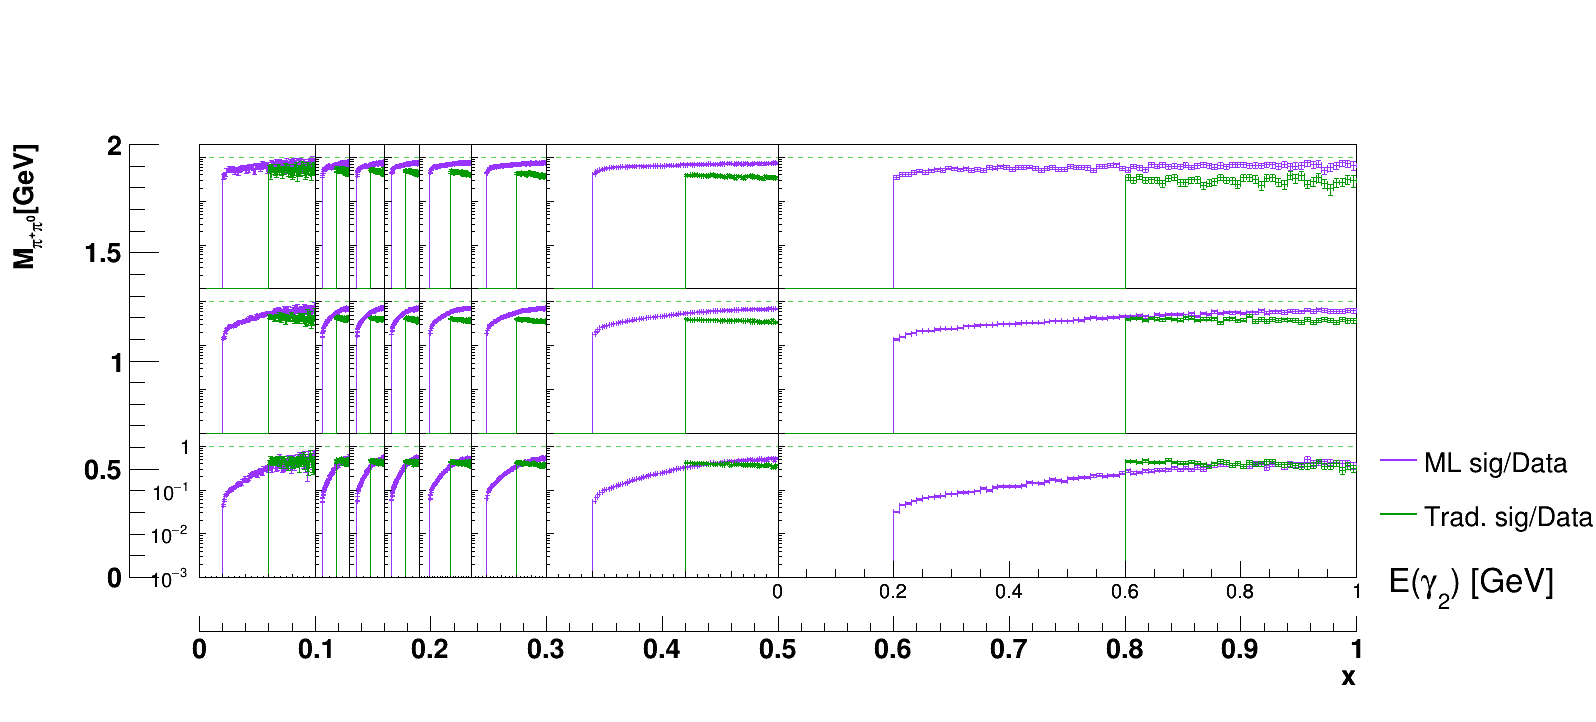 M_{π⁺π⁰}[GeV]
2
1.5
1
0.5
0
1
10⁻¹
10⁻²
10⁻³
0 0.2 0.4 0.6 0.8 1
E(γ₂) [GeV]
ML sig/Data
Trad. sig/Data
0 0.1 0.2 0.3 0.4 0.5 0.6 0.7 0.8 0.9 1
x